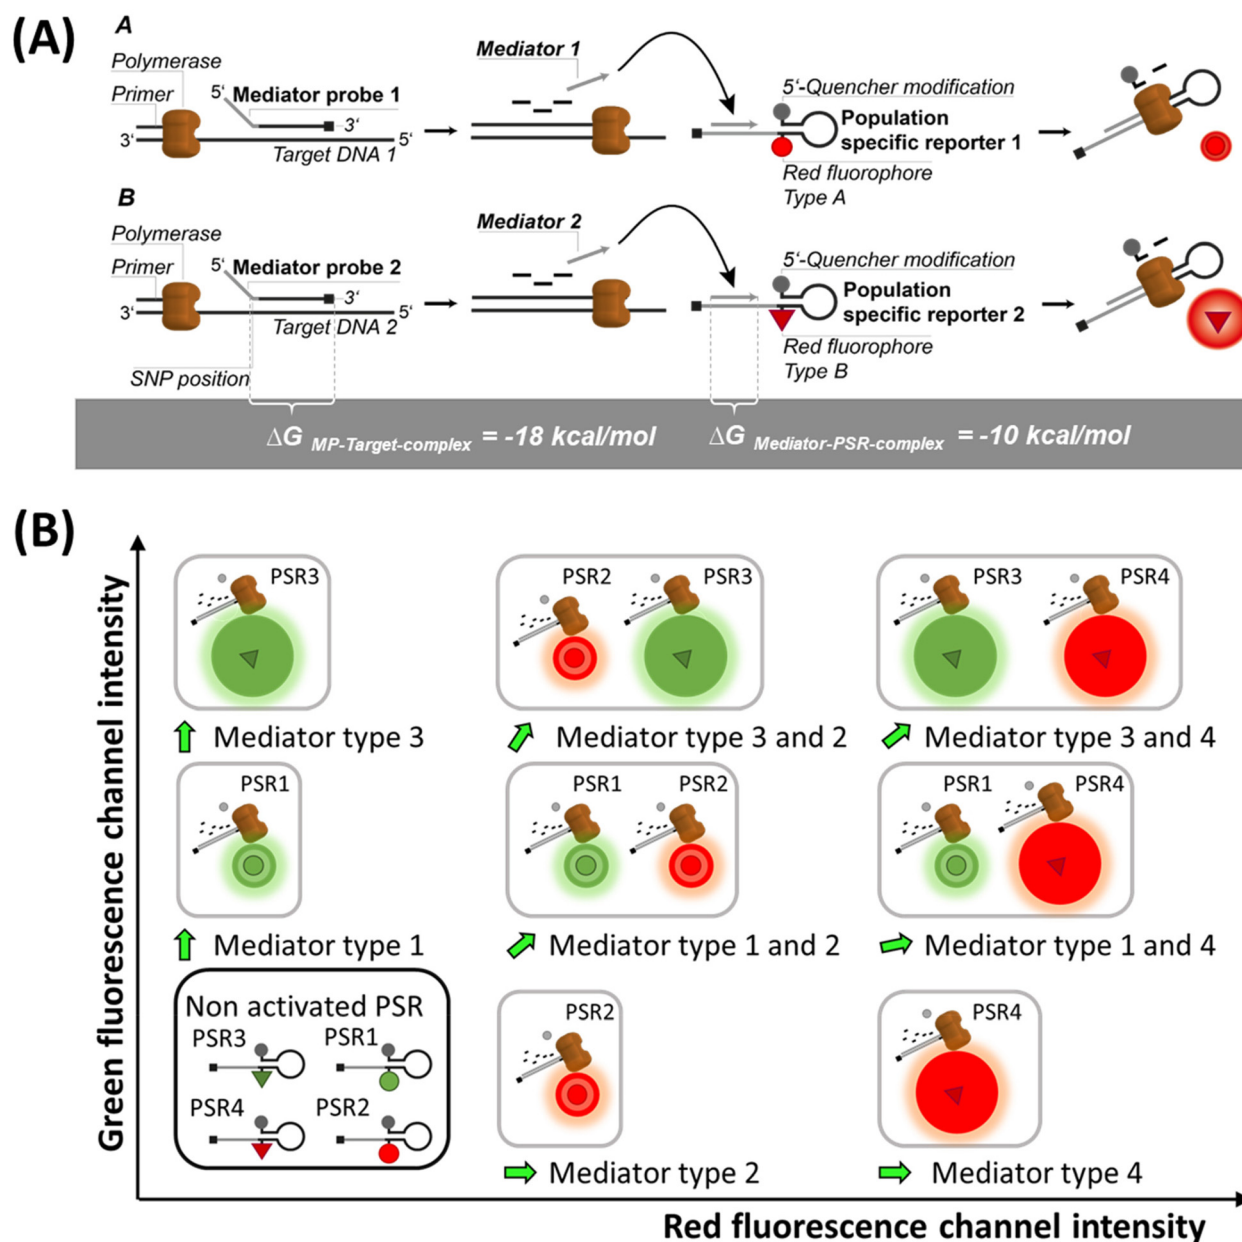 (A)
A
Polymerase
Primer
5‘
Mediator probe 1
3‘
3‘
5‘
Target DNA 1
Mediator 1
5‘-Quencher modification
Population
specific reporter 1
Red fluorophore
Type A
B
Polymerase
Primer
5‘
Mediator probe 2
3‘
3‘
5‘
Target DNA 2
SNP position
Mediator 2
5‘-Quencher modification
Population
specific reporter 2
Red fluorophore
Type B
ΔG MP-Target-complex = -18 kcal/mol
ΔG Mediator-PSR-complex = -10 kcal/mol
(B)
Green fluorescence channel intensity
PSR3
Mediator type 3
PSR2
PSR3
Mediator type 3 and 2
PSR3
PSR4
Mediator type 3 and 4
PSR1
Mediator type 1
PSR1
PSR2
Mediator type 1 and 2
PSR1
PSR4
Mediator type 1 and 4
Non activated PSR
PSR3
PSR1
PSR4
PSR2
PSR2
Mediator type 2
PSR4
Mediator type 4
Red fluorescence channel intensity